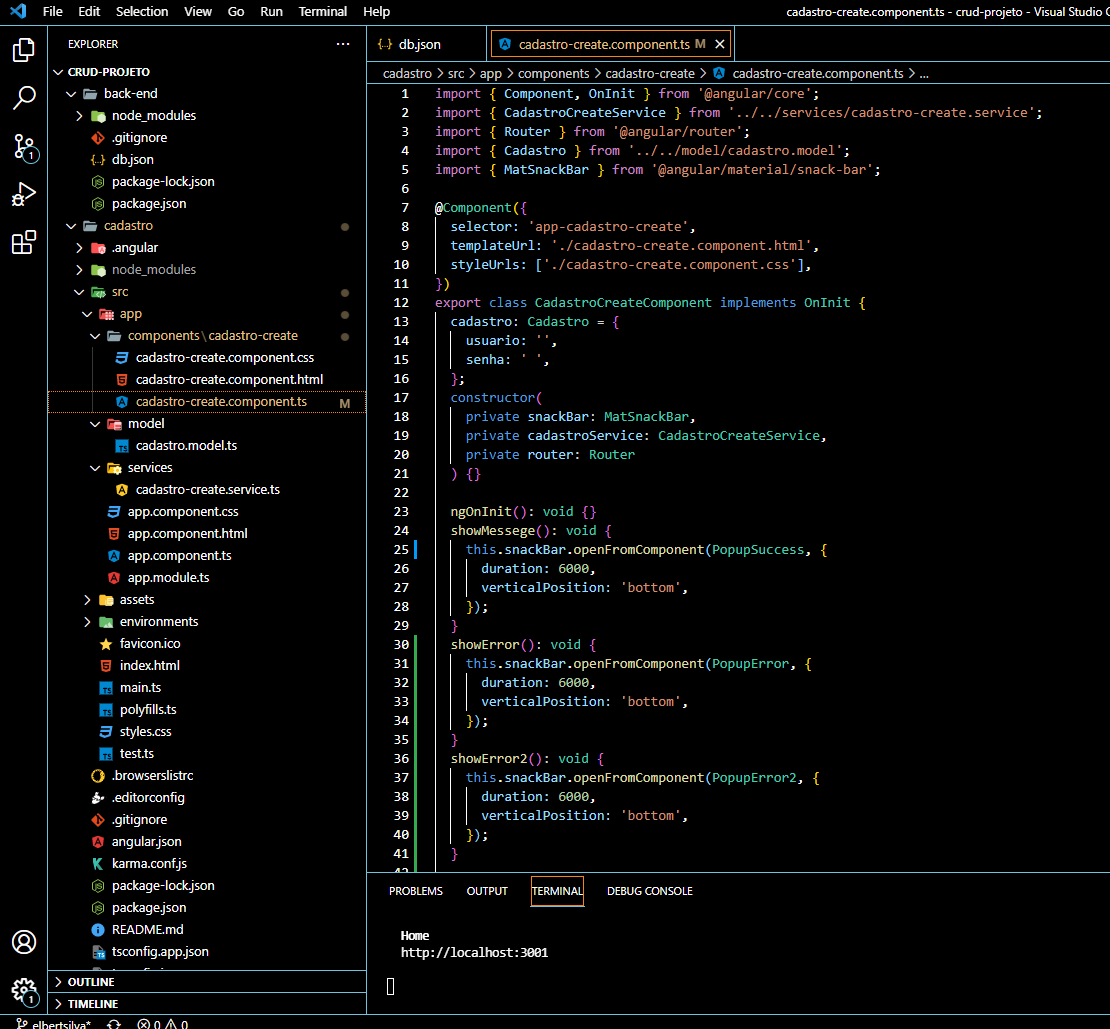 File Edit Selection View Go Run Terminal Help
cadastro-create.component.ts - crud-projeto - Visual Studio
EXPLORER
CRUD-PROJETO
back-end
node_modules
.gitignore
db.json
package-lock.json
package.json
cadastro
.angular
node_modules
src
app
components\cadastro-create
cadastro-create.component.css
cadastro-create.component.html
cadastro-create.component.ts M
model
cadastro.model.ts
services
cadastro-create.service.ts
app.component.css
app.component.html
app.component.ts
app.module.ts
assets
environments
favicon.ico
index.html
main.ts
polyfills.ts
styles.css
test.ts
.browserslistrc
.editorconfig
.gitignore
angular.json
karma.conf.js
package-lock.json
package.json
README.md
tsconfig.app.json
OUTLINE
TIMELINE
1
1
elbertsilva* 0 0
db.json
cadastro-create.component.ts M
cadastro > src > app > components > cadastro-create > cadastro-create.component.ts > ...
1 import { Component, OnInit } from '@angular/core';
2 import { CadastroCreateService } from '../../services/cadastro-create.service';
3 import { Router } from '@angular/router';
4 import { Cadastro } from '../../model/cadastro.model';
5 import { MatSnackBar } from '@angular/material/snack-bar';
6
7 @Component({
8 selector: 'app-cadastro-create',
9 templateUrl: './cadastro-create.component.html',
10 styleUrls: ['./cadastro-create.component.css'],
11 })
12 export class CadastroCreateComponent implements OnInit {
13 cadastro: Cadastro = {
14 usuario: '',
15 senha: ' ',
16 };
17 constructor(
18 private snackBar: MatSnackBar,
19 private cadastroService: CadastroCreateService,
20 private router: Router
21 ) {}
22
23 ngOnInit(): void {}
24 showMessege(): void {
25 this.snackBar.openFromComponent(PopupSuccess, {
26 duration: 6000,
27 verticalPosition: 'bottom',
28 });
29 }
30 showError(): void {
31 this.snackBar.openFromComponent(PopupError, {
32 duration: 6000,
33 verticalPosition: 'bottom',
34 });
35 }
36 showError2(): void {
37 this.snackBar.openFromComponent(PopupError2, {
38 duration: 6000,
39 verticalPosition: 'bottom',
40 });
41 }
PROBLEMS OUTPUT TERMINAL DEBUG CONSOLE
Home
http://localhost:3001